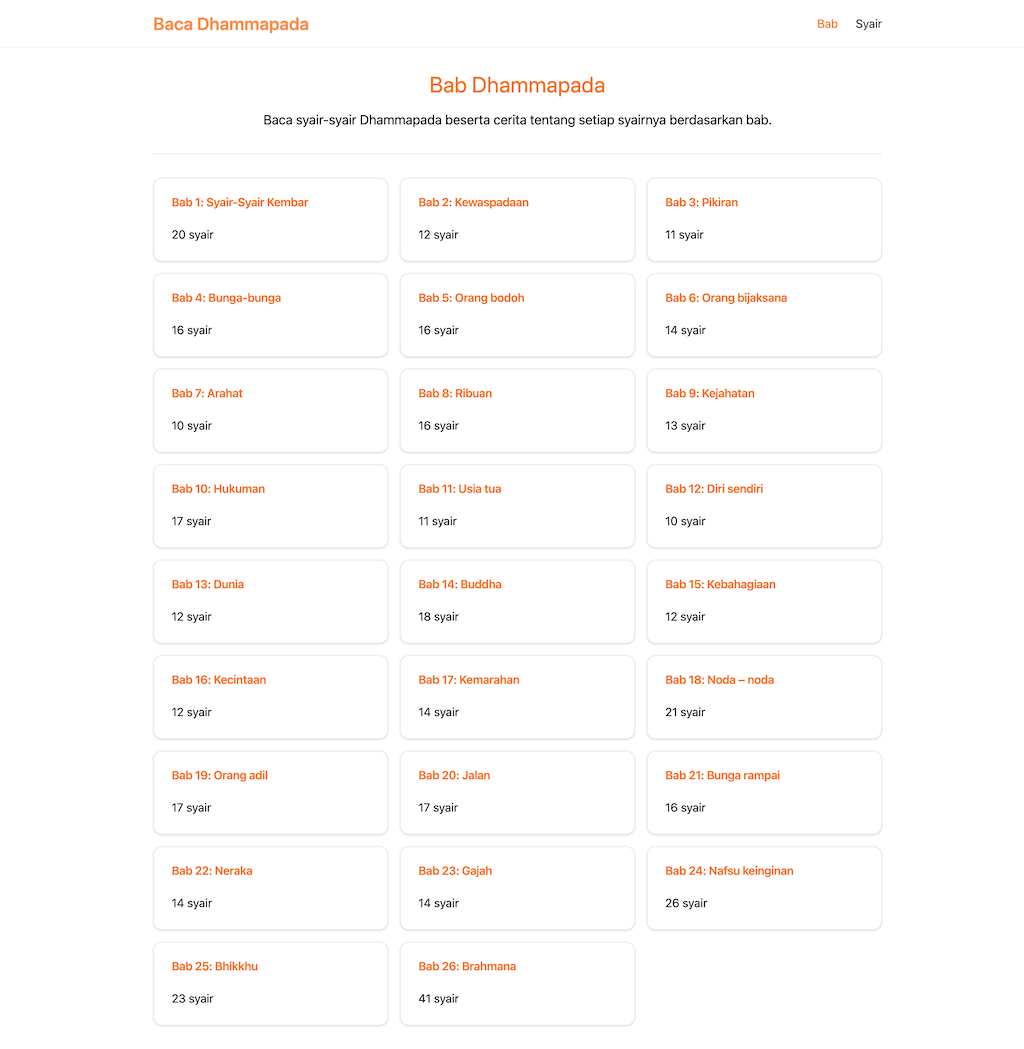 Baca Dhammapada
Bab
Syair
Bab Dhammapada
Baca syair-syair Dhammapada beserta cerita tentang setiap syairnya berdasarkan bab.
Bab 1: Syair-Syair Kembar
20 syair
Bab 2: Kewaspadaan
12 syair
Bab 3: Pikiran
11 syair
Bab 4: Bunga-bunga
16 syair
Bab 5: Orang bodoh
16 syair
Bab 6: Orang bijaksana
14 syair
Bab 7: Arahat
10 syair
Bab 8: Ribuan
16 syair
Bab 9: Kejahatan
13 syair
Bab 10: Hukuman
17 syair
Bab 11: Usia tua
11 syair
Bab 12: Diri sendiri
10 syair
Bab 13: Dunia
12 syair
Bab 14: Buddha
18 syair
Bab 15: Kebahagiaan
12 syair
Bab 16: Kecintaan
12 syair
Bab 17: Kemarahan
14 syair
Bab 18: Noda – noda
21 syair
Bab 19: Orang adil
17 syair
Bab 20: Jalan
17 syair
Bab 21: Bunga rampai
16 syair
Bab 22: Neraka
14 syair
Bab 23: Gajah
14 syair
Bab 24: Nafsu keinginan
26 syair
Bab 25: Bhikkhu
23 syair
Bab 26: Brahmana
41 syair